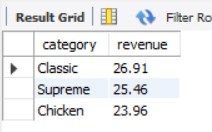 Result Grid Filter Ro
category revenue
Classic 26.91
Supreme 25.46
Chicken 23.96